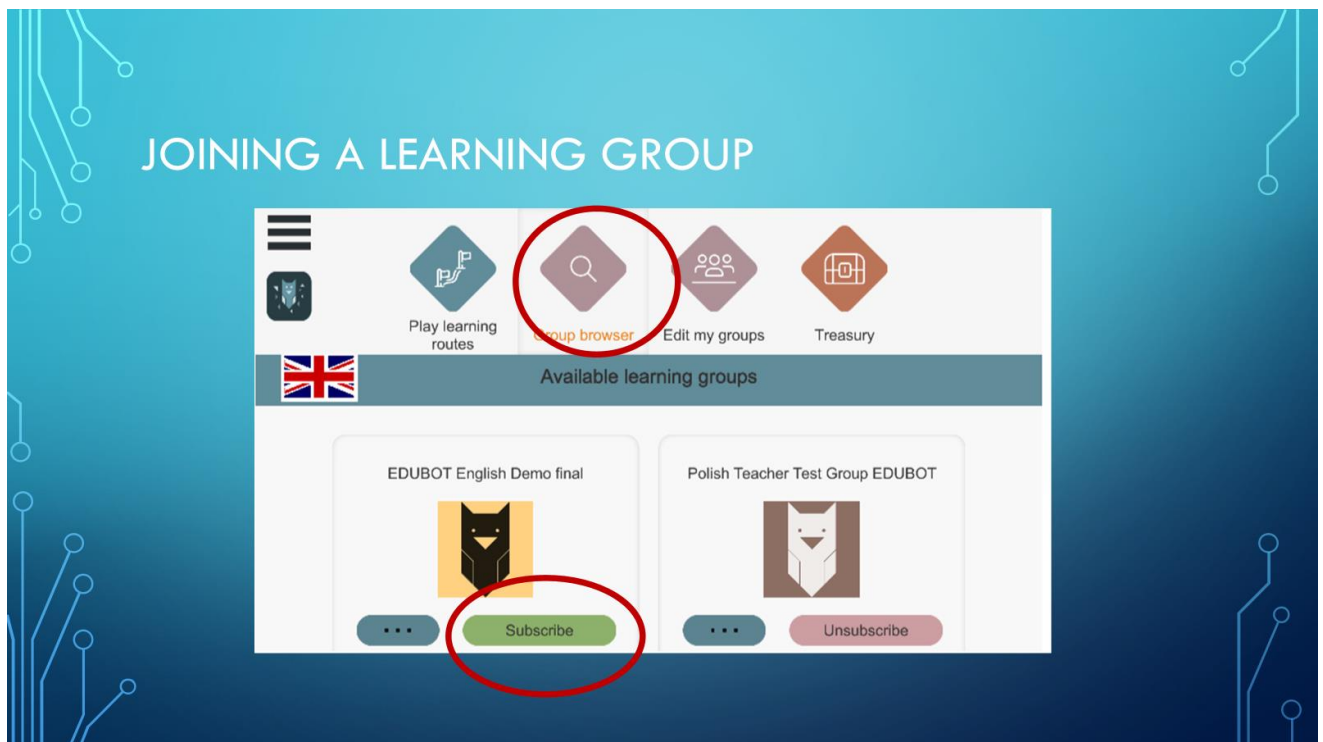 JOINING A LEARNING GROUP
Play learning
routes
Group browser
Edit my groups
Treasury
Available learning groups
EDUBOT English Demo final
Polish Teacher Test Group EDUBOT
...
Subscribe
...
Unsubscribe